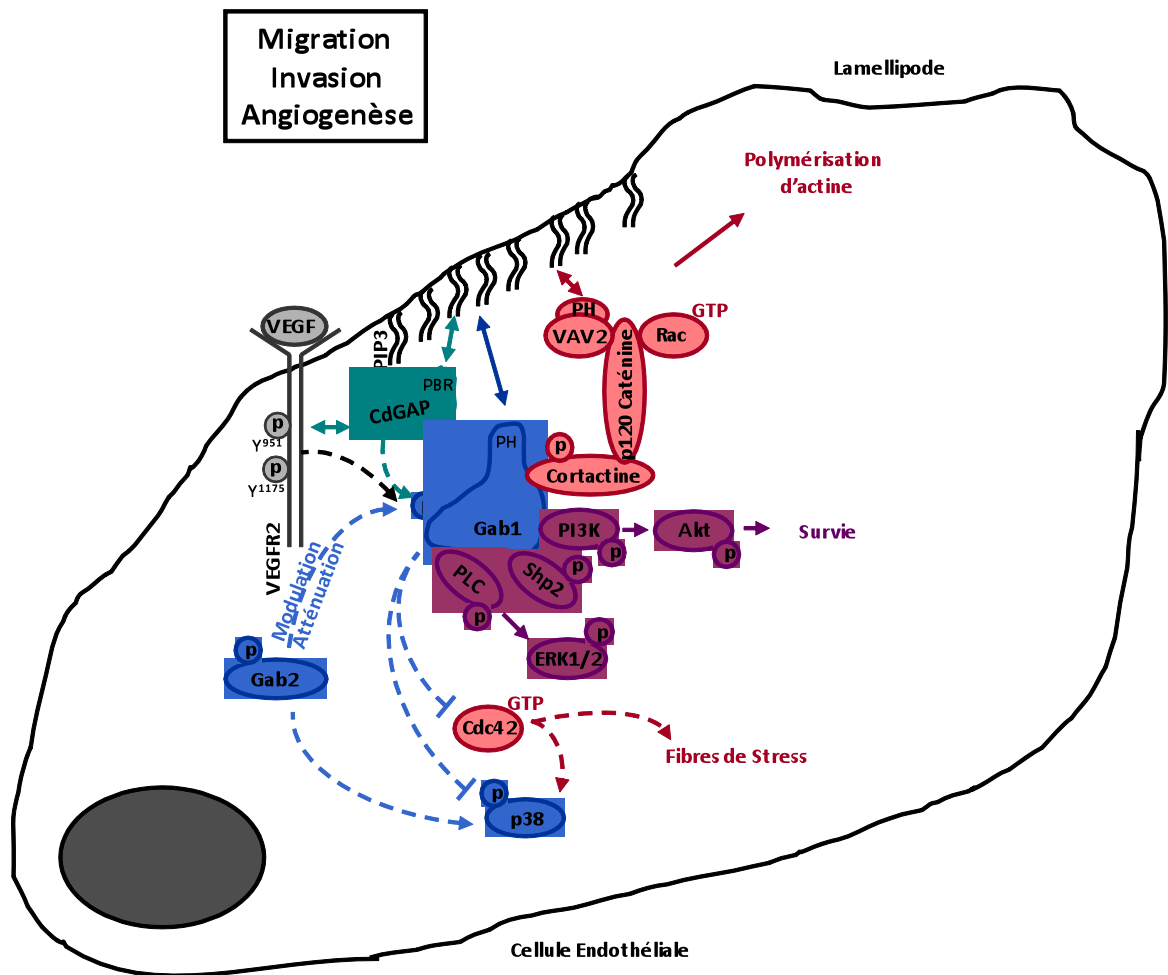 Migration
Invasion
Angiogenèse
Lamellipode
Polymérisation
d’actine
GTP
PH
VAV2
Rac
p120 Caténine
VEGF
PIP3
PBR
CdGAP
p
Y951
p
Y1175
VEGFR2
PH
Gab1
p
Cortactine
PI3K
p
Akt
p
Survie
PLC
p
Shp2
p
p
ERK1/2
Modulation
Atténuation
p
Gab2
GTP
Cdc42
Fibres de Stress
p
p38
Cellule Endothéliale